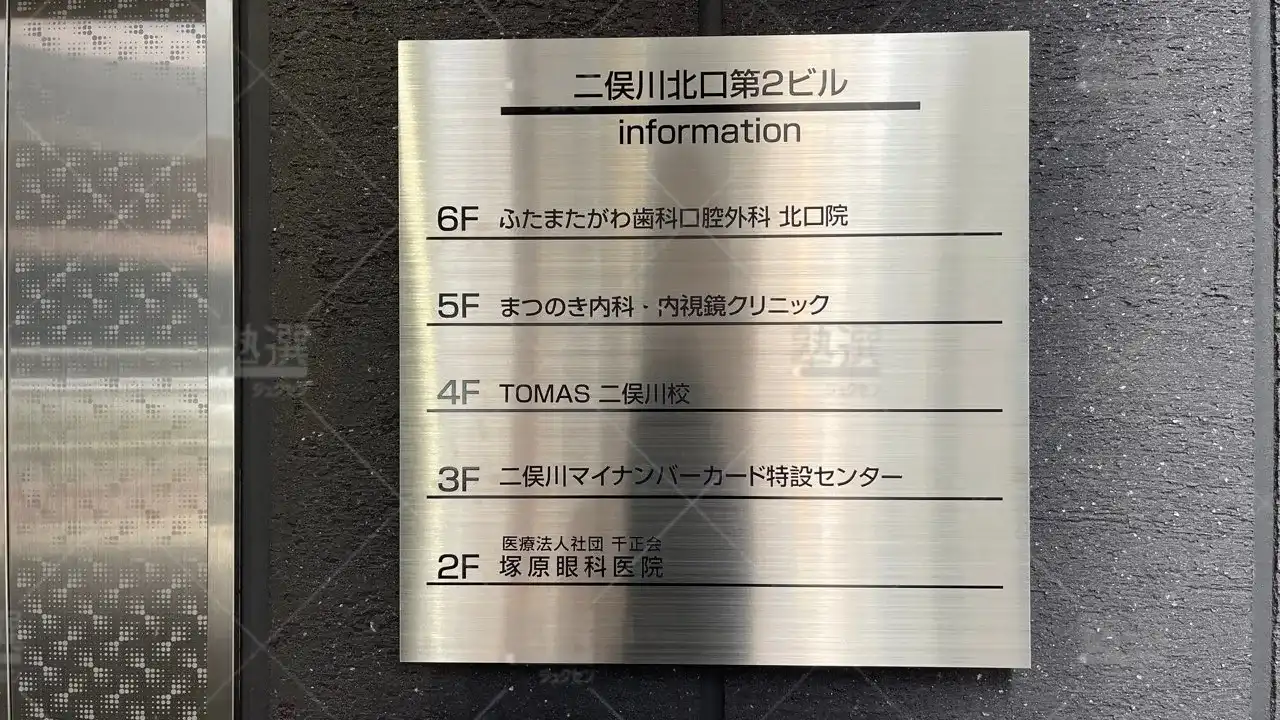 二俣川北口第2ビル
information
6F ふたまたがわ歯科口腔外科 北口院
5F まつのき内科・内視鏡クリニック
4F TOMAS 二俣川校
3F 二俣川マイナンバーカード特設センター
医療法人社団 千正会
2F 塚原眼科医院